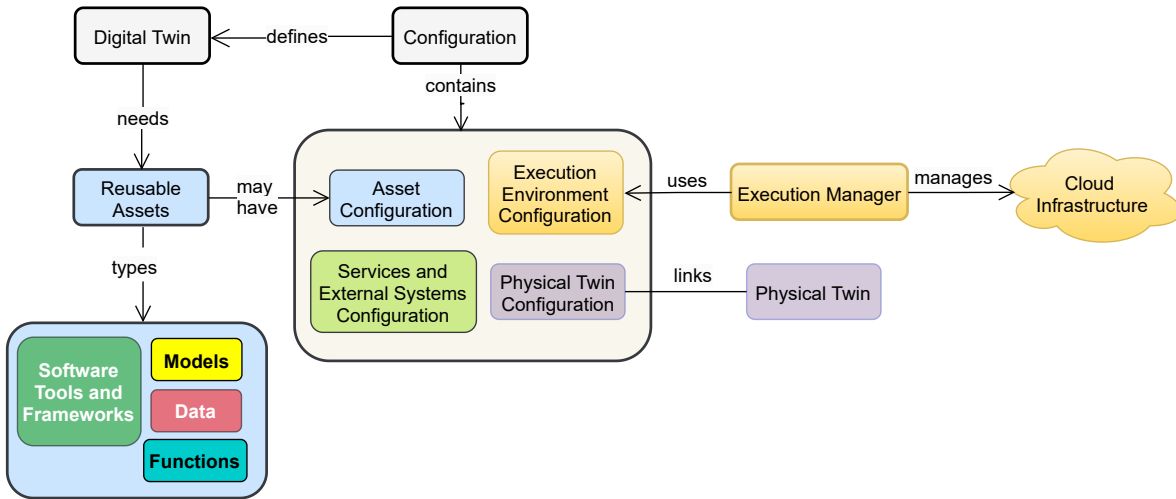 Digital Twin
defines
Configuration
contains
needs
Reusable
Assets
may
have
Asset
Configuration
Execution
Environment
Configuration
uses
Execution Manager
manages
Cloud
Infrastructure
Services and
External Systems
Configuration
Physical Twin
Configuration
links
Physical Twin
types
Software
Tools and
Frameworks
Models
Data
Functions